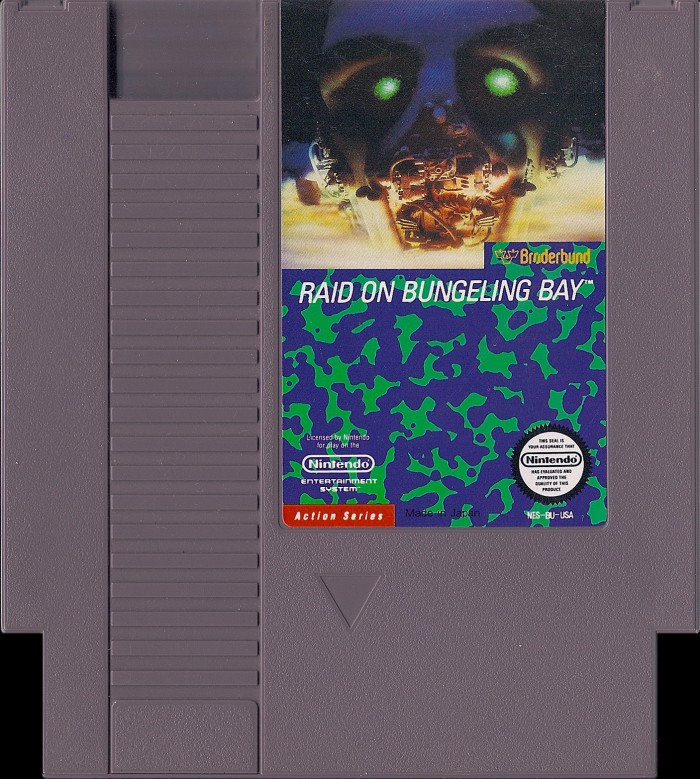 Brøderbund
RAID ON BUNGELING BAY™
Licensed by Nintendo
for play on the
Nintendo®
ENTERTAINMENT
SYSTEM™
THIS SEAL IS
YOUR ASSURANCE THAT
Nintendo®
HAS EVALUATED AND
APPROVED THE
QUALITY OF THIS
PRODUCT.
Action Series
Made in Japan
NES-BU-USA